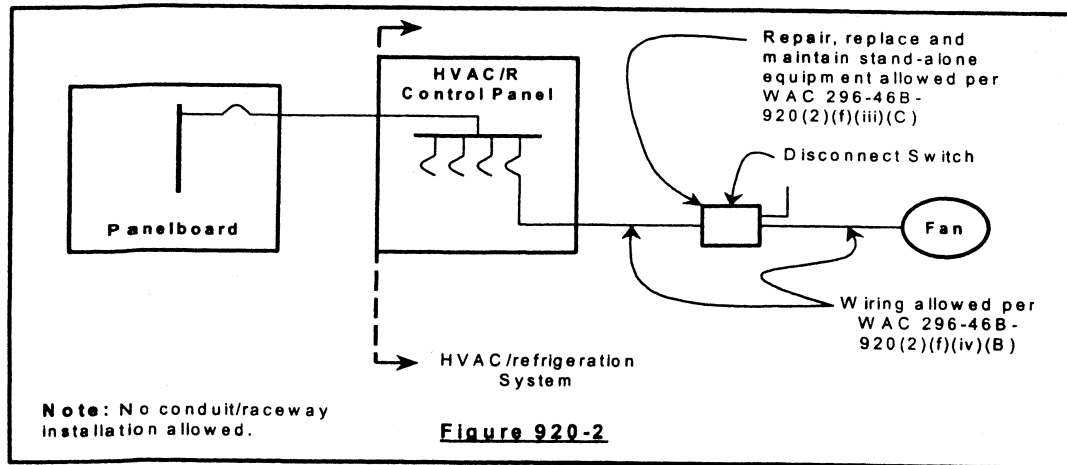 Repair, replace and
maintain stand-alone
equipment allowed per
WAC 296-46B-
920(2)(f)(iii)(C)
HVAC/R
Control Panel
Disconnect Switch
Panelboard
Fan
Wiring allowed per
WAC 296-46B-
920(2)(f)(iv)(B)
HVAC/refrigeration
System
Note: No conduit/raceway
installation allowed.
Figure 920-2